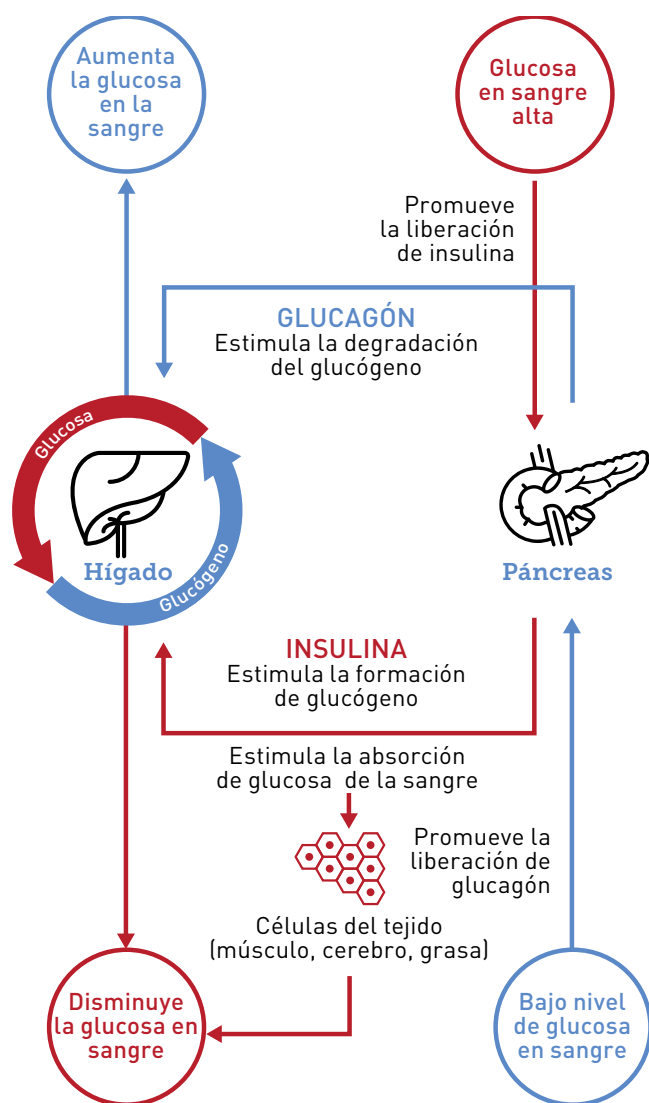 Aumenta
la glucosa
en la
sangre
Glucosa
en sangre
alta
Promueve
la liberación
de insulina
GLUCAGÓN
Estimula la degradación
del glucógeno
Glucosa
Hígado
Glucógeno
Páncreas
INSULINA
Estimula la formación
de glucógeno
Estimula la absorción
de glucosa de la sangre
Promueve la
liberación de
glucagón
Células del tejido
(músculo, cerebro, grasa)
Disminuye
la glucosa en
sangre
Bajo nivel
de glucosa
en sangre